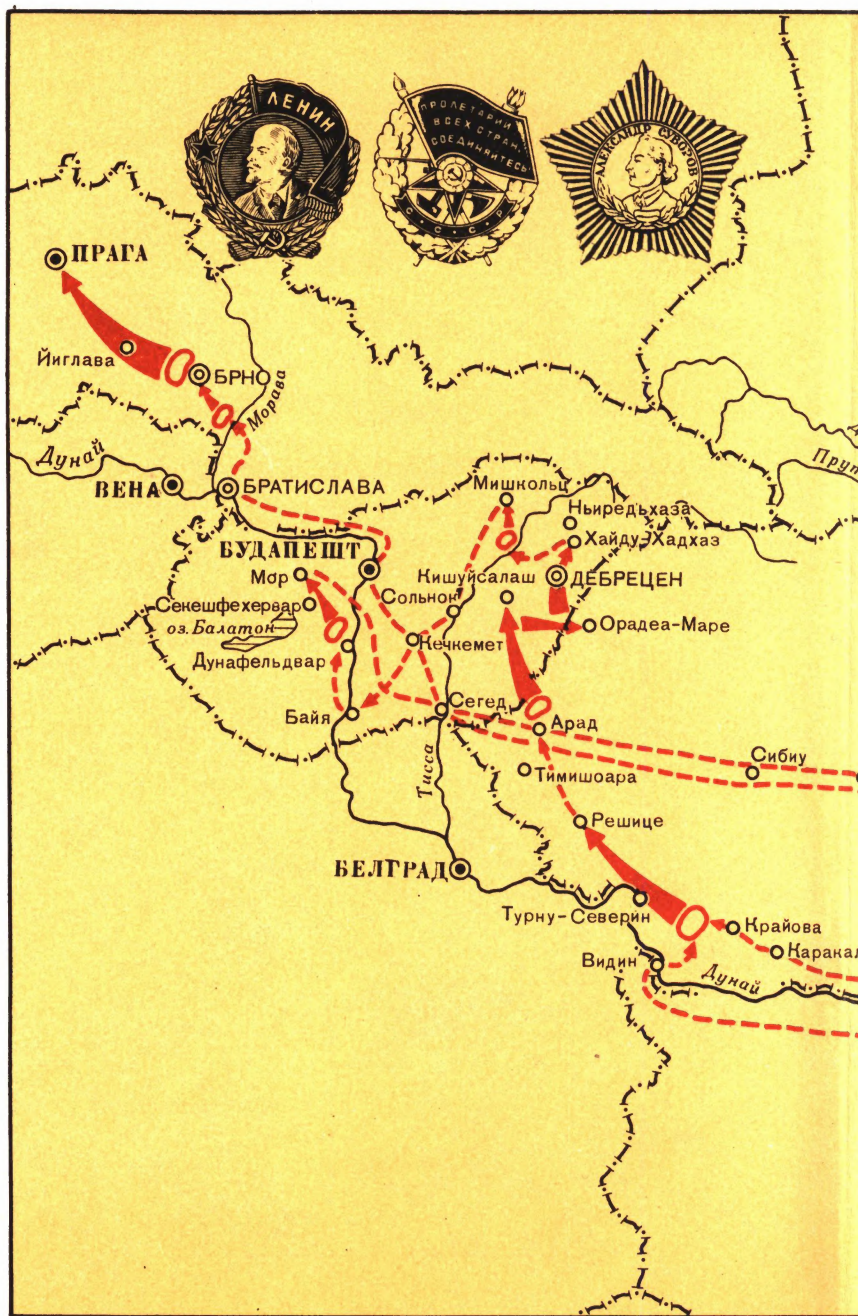 ЛЕНИН
ПРОЛЕТАРИИ
ВСЕХ СТРАН,
СОЕДИНЯЙТЕСЬ
С С С Р
АЛЕКСАНДР СУВОРОВ
ПРАГА
Йиглава
БРНО
Морава
Дунай
ВЕНА
БРАТИСЛАВА
Прут
Мишкольц
Ньиредьхаза
Хайду-Хадхаз
БУДАПЕШТ
Мор
Кишуйсалаш
ДЕБРЕЦЕН
Секешфехервар
Сольнок
оз. Балатон
Орадеа-Маре
Кечкемет
Дунафельдвар
Сегед
Байя
Арад
Сибиу
Тисса
Тимишоара
Решице
БЕЛГРАД
Турну-Северин
Крайова
Каракал
Видин
Дунай